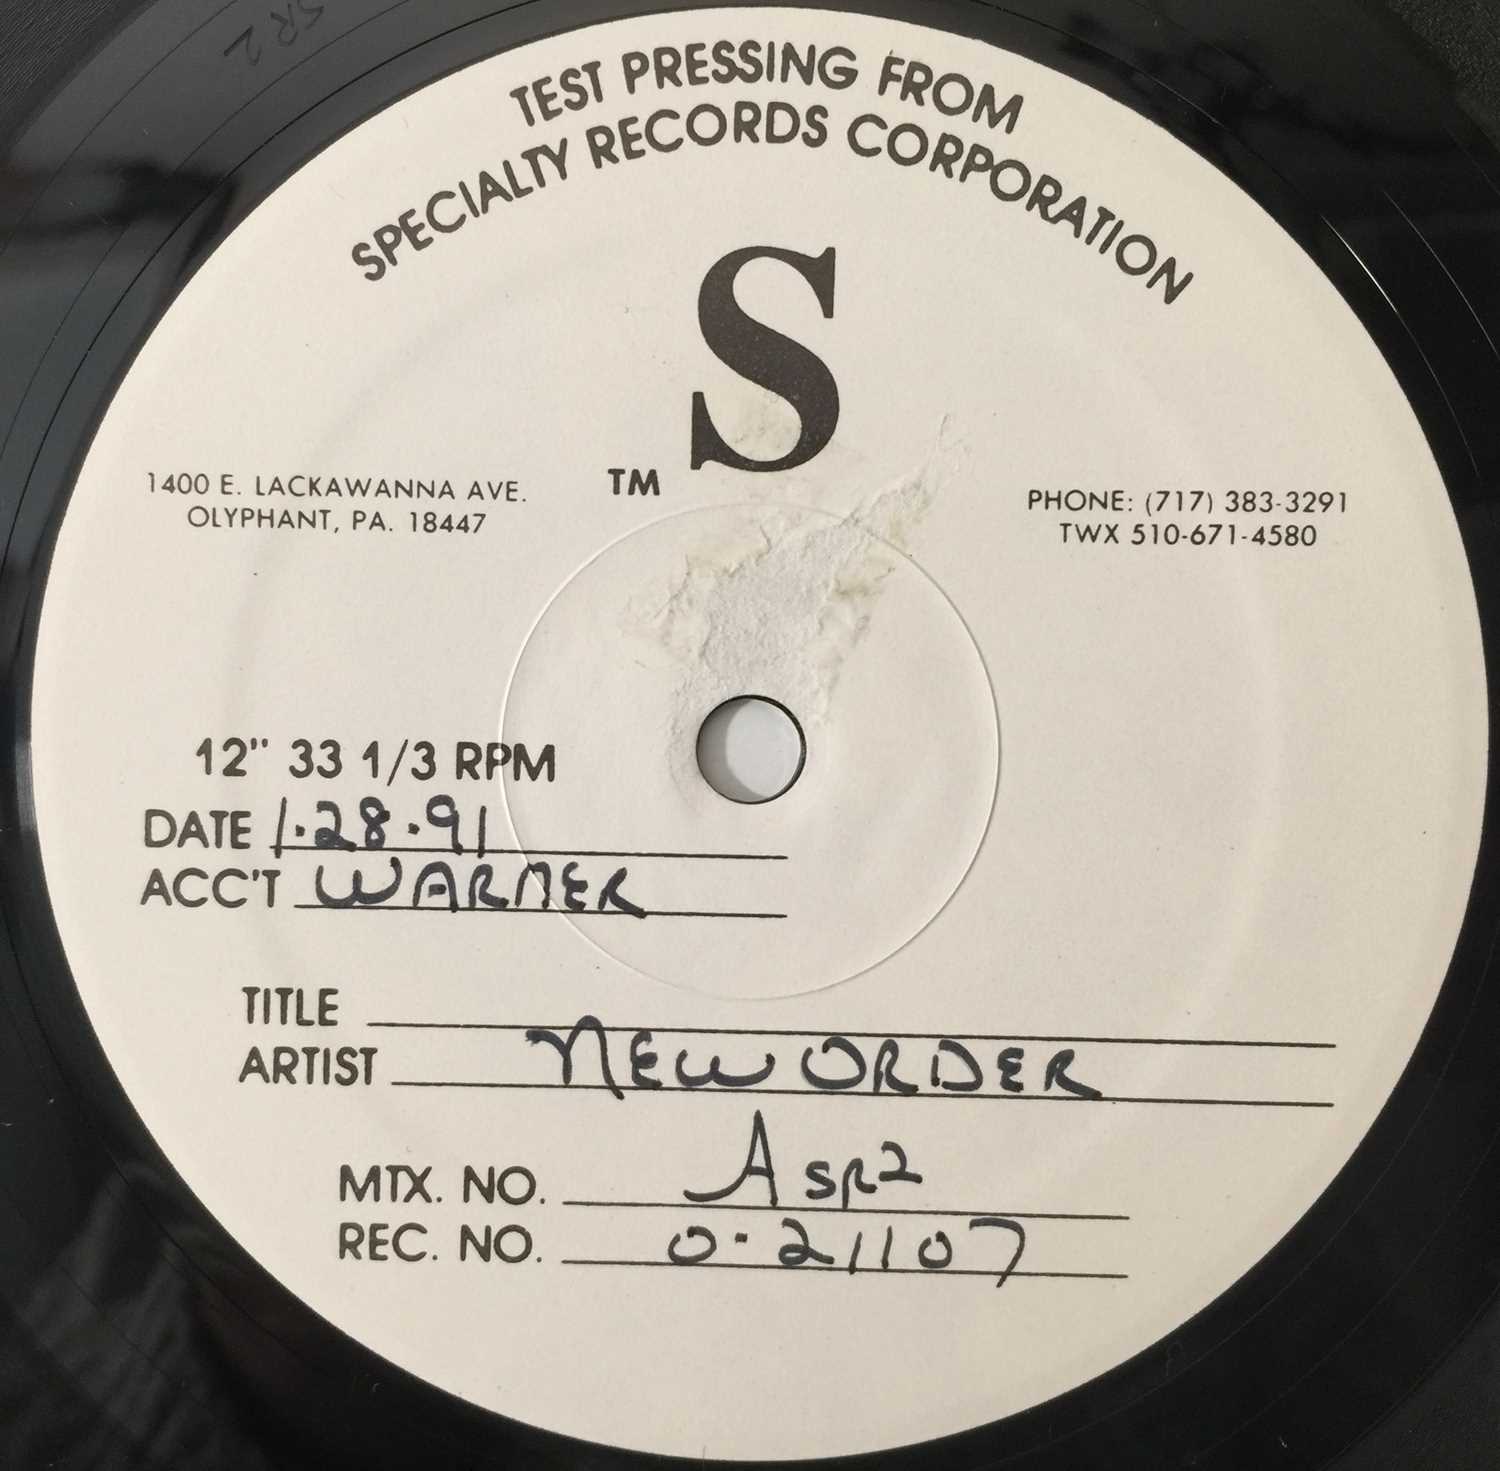 SR2
TEST PRESSING FROM
SPECIALTY RECORDS CORPORATION
S
TM
1400 E. LACKAWANNA AVE.
OLYPHANT, PA. 18447
PHONE: (717) 383-3291
TWX 510-671-4580
12" 33 1/3 RPM
DATE 1.28.91
ACC'T WARNER
TITLE
ARTIST NEW ORDER
MTX. NO. A SR2
REC. NO. 0-21107